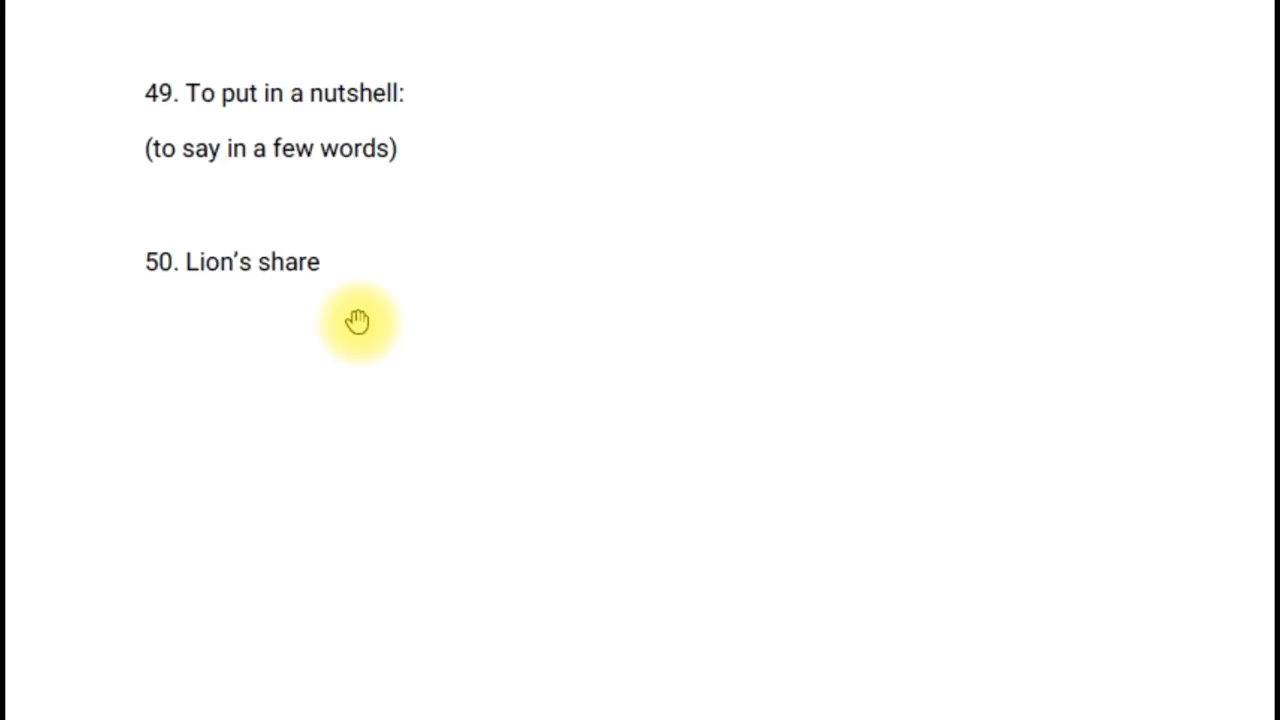 49. To put in a nutshell:
(to say in a few words)
50. Lion’s share